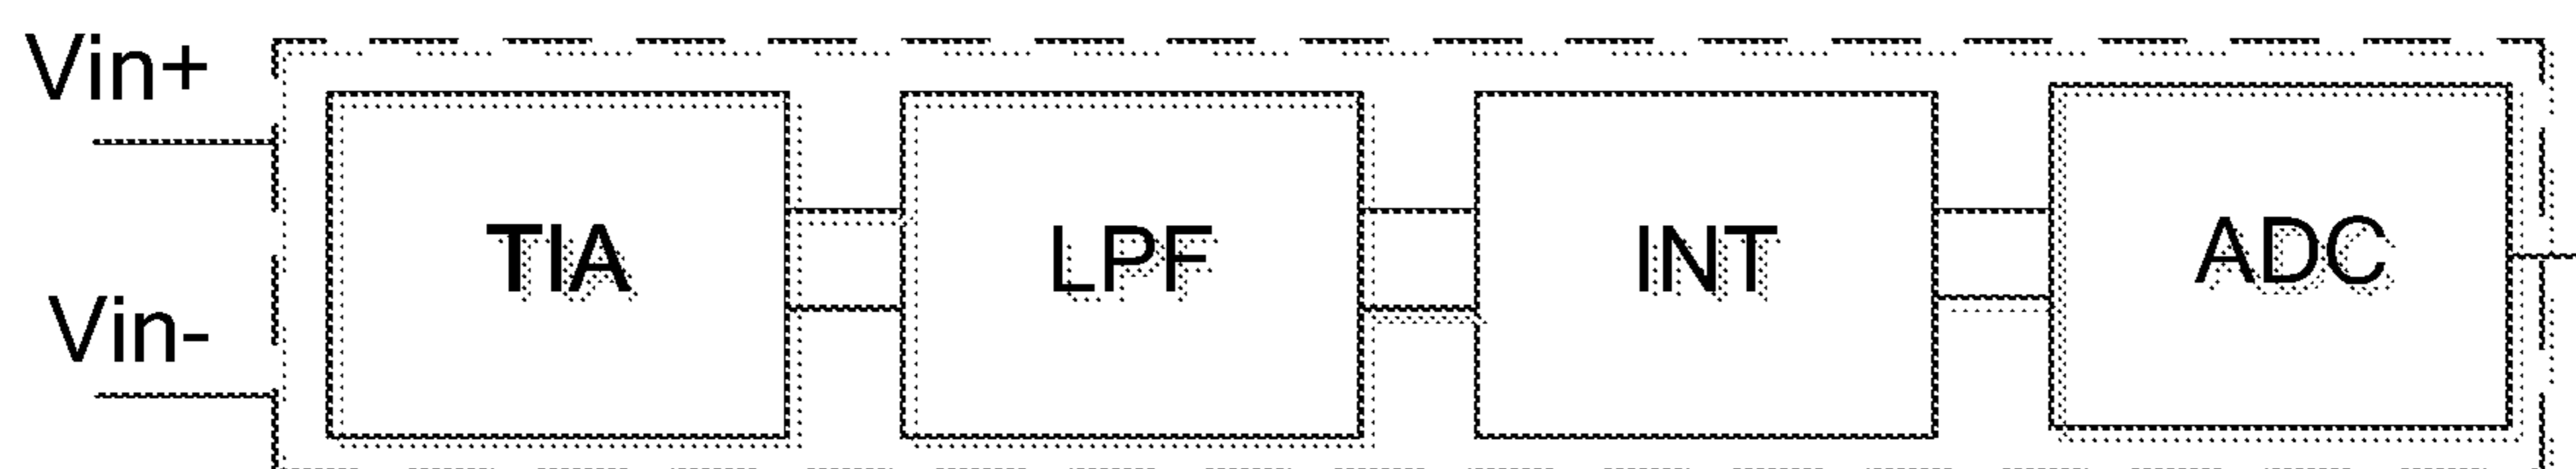 Vin+
TIA
LPF
INT
ADC
Vin-